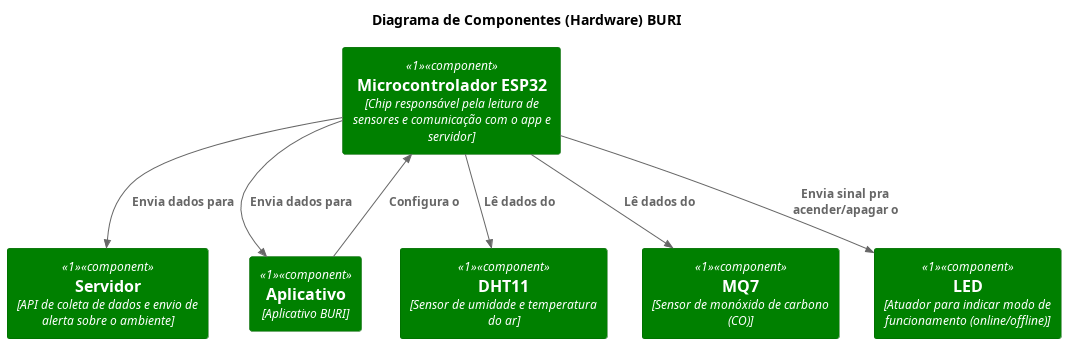 Diagrama de Componentes (Hardware) BURI
«1»«component»
Microcontrolador ESP32
[Chip responsável pela leitura de
sensores e comunicação com o app e
servidor]
Envia dados para
Envia dados para
Configura o
Lê dados do
Lê dados do
Envia sinal pra
acender/apagar o
«1»«component»
Servidor
[API de coleta de dados e envio de
alerta sobre o ambiente]
«1»«component»
Aplicativo
[Aplicativo BURI]
«1»«component»
DHT11
[Sensor de umidade e temperatura
do ar]
«1»«component»
MQ7
[Sensor de monóxido de carbono
(CO)]
«1»«component»
LED
[Atuador para indicar modo de
funcionamento (online/offline)]